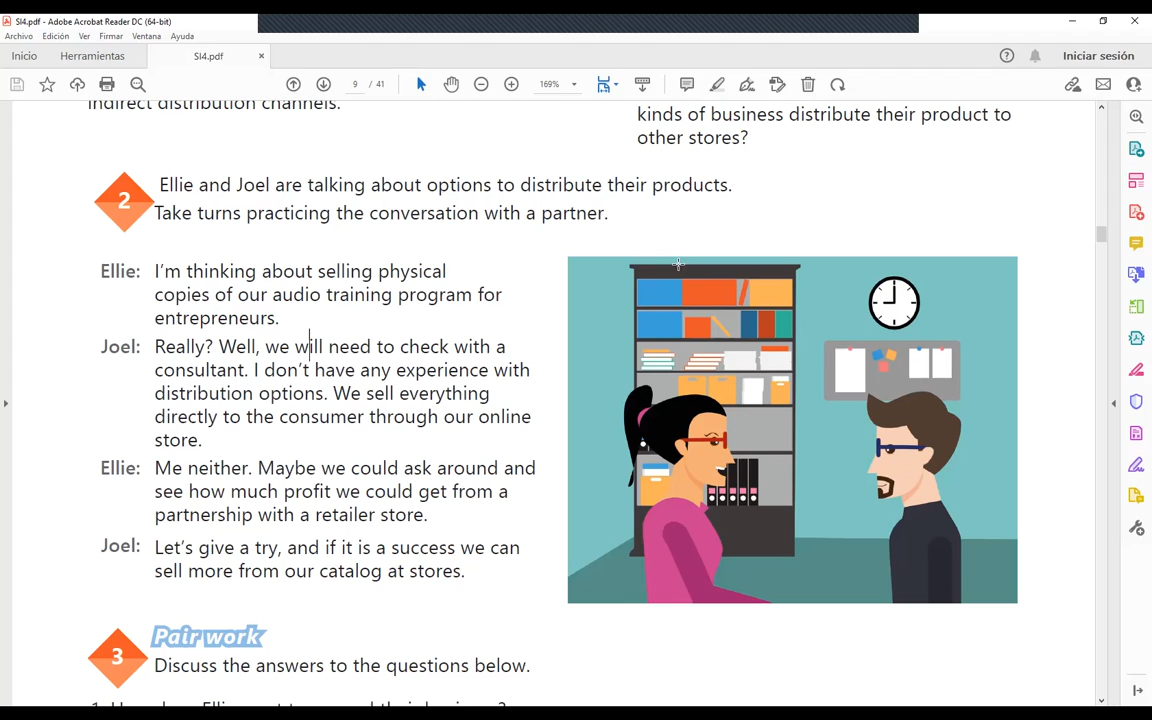 SI4.pdf - Adobe Acrobat Reader DC (64-bit)
Archivo Edición Ver Firmar Ventana Ayuda
Inicio Herramientas SI4.pdf × Iniciar sesión
9 / 41 169%
indirect distribution channels.
kinds of business distribute their product to
other stores?
2 Ellie and Joel are talking about options to distribute their products.
Take turns practicing the conversation with a partner.
Ellie: I'm thinking about selling physical
copies of our audio training program for
entrepreneurs.
Joel: Really? Well, we will need to check with a
consultant. I don't have any experience with
distribution options. We sell everything
directly to the consumer through our online
store.
Ellie: Me neither. Maybe we could ask around and
see how much profit we could get from a
partnership with a retailer store.
Joel: Let's give a try, and if it is a success we can
sell more from our catalog at stores.
3 Pair work
Discuss the answers to the questions below.